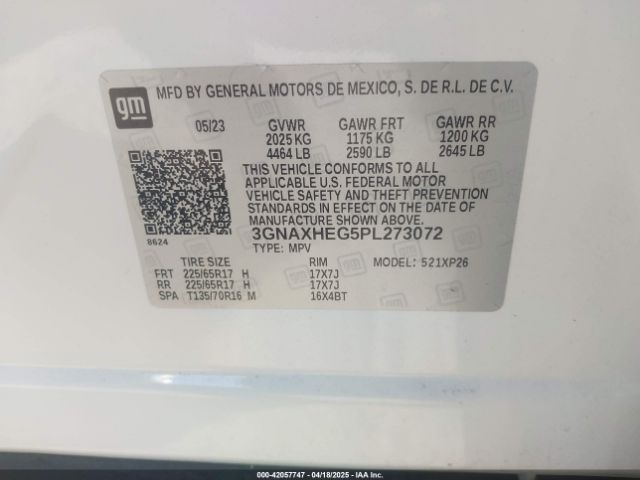 gm
MFD BY GENERAL MOTORS DE MEXICO, S. DE R.L. DE C.V.
05/23 GVWR GAWR FRT GAWR RR
2025 KG 1175 KG 1200 KG
4464 LB 2590 LB 2645 LB
THIS VEHICLE CONFORMS TO ALL
APPLICABLE U.S. FEDERAL MOTOR
VEHICLE SAFETY AND THEFT PREVENTION
STANDARDS IN EFFECT ON THE DATE OF
MANUFACTURE SHOWN ABOVE.
3GNAXHEG5PL273072
8624 TYPE: MPV
TIRE SIZE RIM MODEL: 521XP26
FRT 225/65R17 H 17X7J
RR 225/65R17 H 17X7J
SPA T135/70R16 M 16X4BT
000-42057747 - 04/18/2025 - IAA Inc.